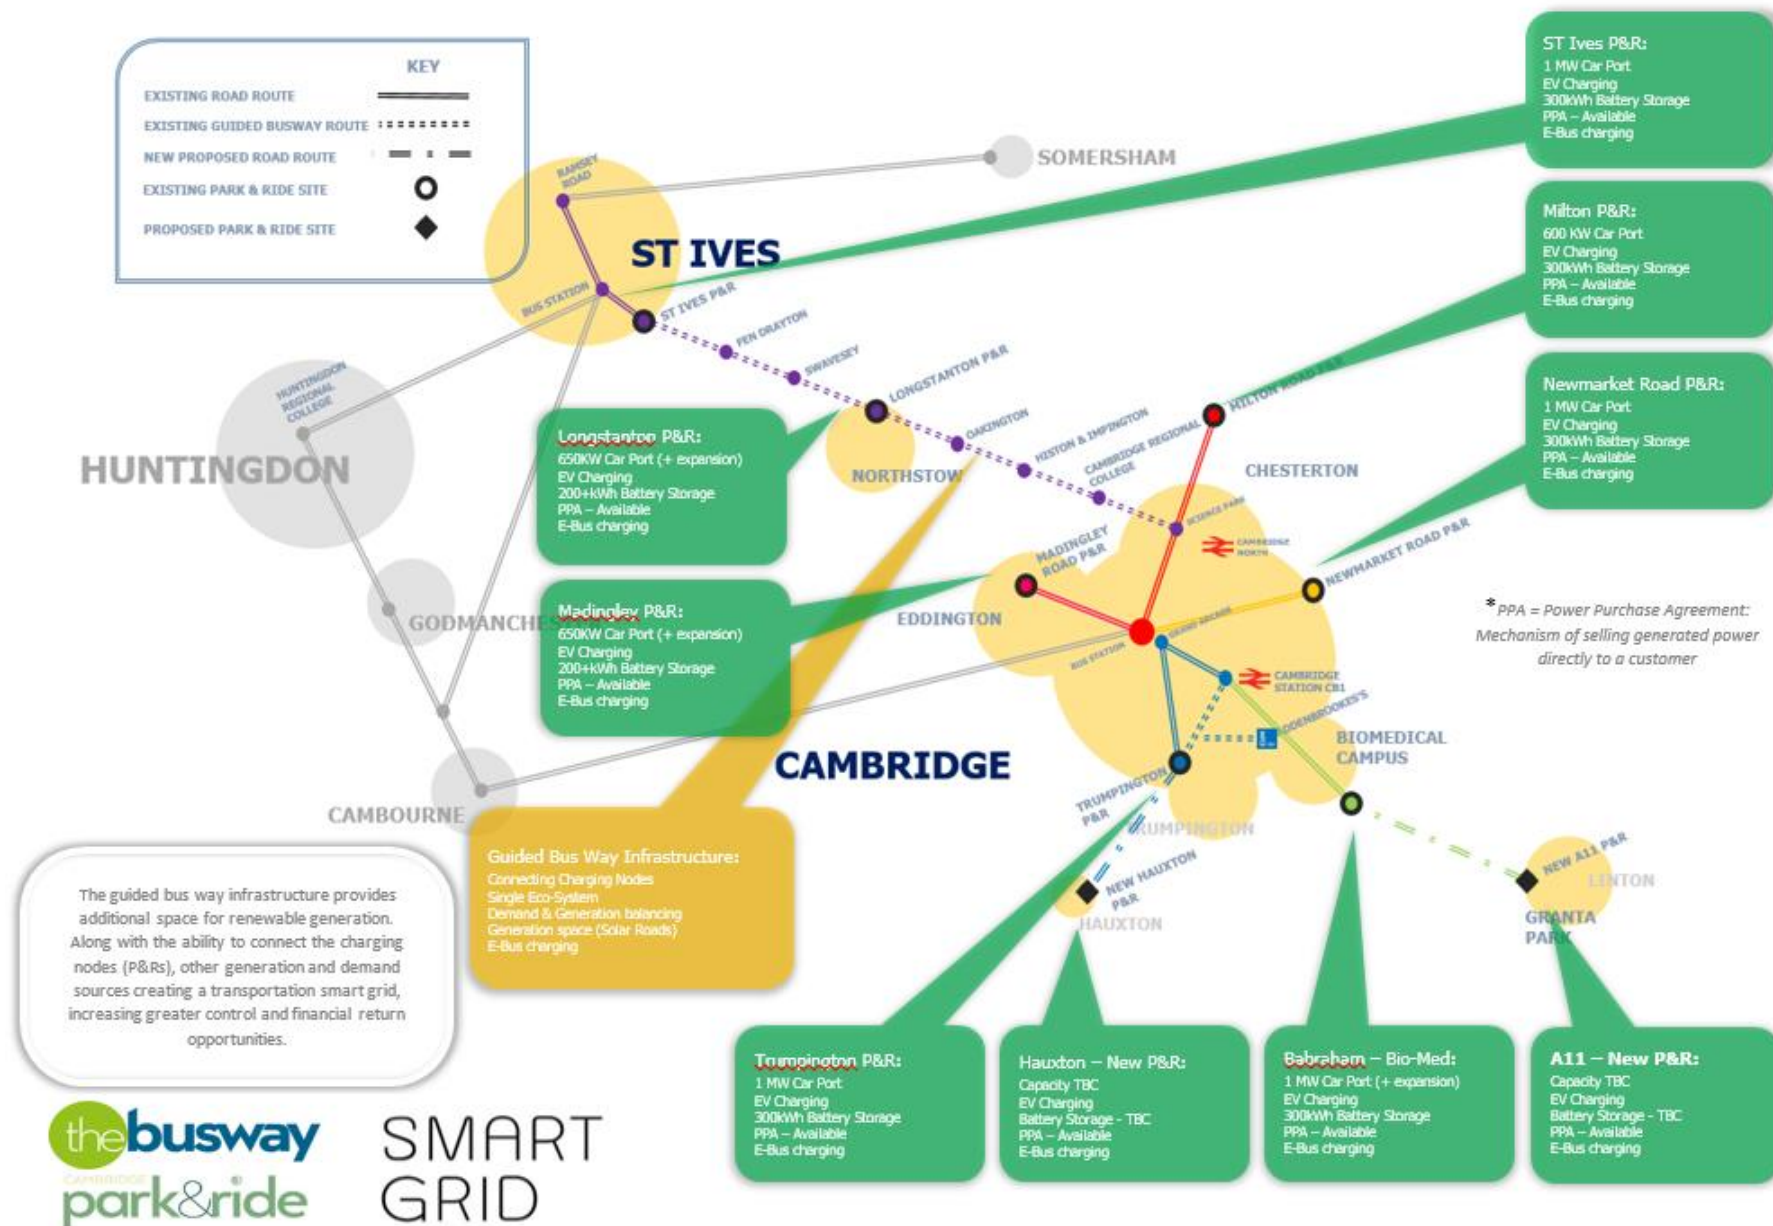 KEY
EXISTING ROAD ROUTE
EXISTING GUIDED BUSWAY ROUTE
NEW PROPOSED ROAD ROUTE
EXISTING PARK & RIDE SITE
PROPOSED PARK & RIDE SITE
ST Ives P&R:
1 MW Car Port
EV Charging
300kWh Battery Storage
PPA – Available
E-Bus charging
Milton P&R:
600 KW Car Port
EV Charging
300kWh Battery Storage
PPA – Available
E-Bus charging
Newmarket Road P&R:
1 MW Car Port
EV Charging
300kWh Battery Storage
PPA – Available
E-Bus charging
*PPA = Power Purchase Agreement:
Mechanism of selling generated power
directly to a customer
SOMERSHAM
RAMSEY
ROAD
ST IVES
BUS STATION
ST IVES P&R
FEN DRAYTON
SWAVESEY
LONGSTANTON P&R
OAKINGTON
HISTON & IMPINGTON
CAMBRIDGE REGIONAL
COLLEGE
MILTON ROAD P&R
CHESTERTON
NORTHSTOW
SCIENCE PARK
CAMBRIDGE
NORTH
HUNTINGDON
REGIONAL
COLLEGE
HUNTINGDON
Longstanton P&R:
650KW Car Port (+ expansion)
EV Charging
200+kWh Battery Storage
PPA – Available
E-Bus charging
MADINGLEY
ROAD P&R
NEWMARKET ROAD P&R
Madingley P&R:
650KW Car Port (+ expansion)
EV Charging
200+kWh Battery Storage
PPA – Available
E-Bus charging
GODMANCHES
EDDINGTON
GRAND ARCADE
BUS STATION
CAMBRIDGE
STATION CB1
DDENBROOKES'S
BIOMEDICAL
CAMPUS
CAMBRIDGE
CAMBOURNE
TRUMPINGTON
P&R
RUMPINGTON
NEW HAUXTON
P&R
HAUXTON
NEW A11 P&R
LINTON
GRANTA
PARK
Guided Bus Way Infrastructure:
Connecting Charging Nodes
Single Eco-System
Demand & Generation balancing
Generation space (Solar Roads)
E-Bus charging
The guided bus way infrastructure provides
additional space for renewable generation.
Along with the ability to connect the charging
nodes (P&Rs), other generation and demand
sources creating a transportation smart grid,
increasing greater control and financial return
opportunities.
Trumpington P&R:
1 MW Car Port
EV Charging
300kWh Battery Storage
PPA – Available
E-Bus charging
Hauxton – New P&R:
Capacity TBC
EV Charging
Battery Storage - TBC
PPA – Available
E-Bus charging
Babraham – Bio-Med:
1 MW Car Port (+ expansion)
EV Charging
300kWh Battery Storage
PPA – Available
E-Bus charging
A11 – New P&R:
Capacity TBC
EV Charging
Battery Storage - TBC
PPA – Available
E-Bus charging
thebusway
CAMBRIDGE
park&ride
SMART
GRID